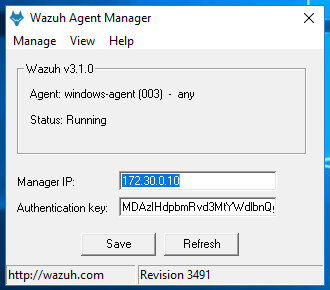 Wazuh Agent Manager
Manage View Help
Wazuh v3.1.0
Agent: windows-agent (003) - any
Status: Running
Manager IP: 172.30.0.10
Authentication key:
Save Refresh
http://wazuh.com Revision 3491